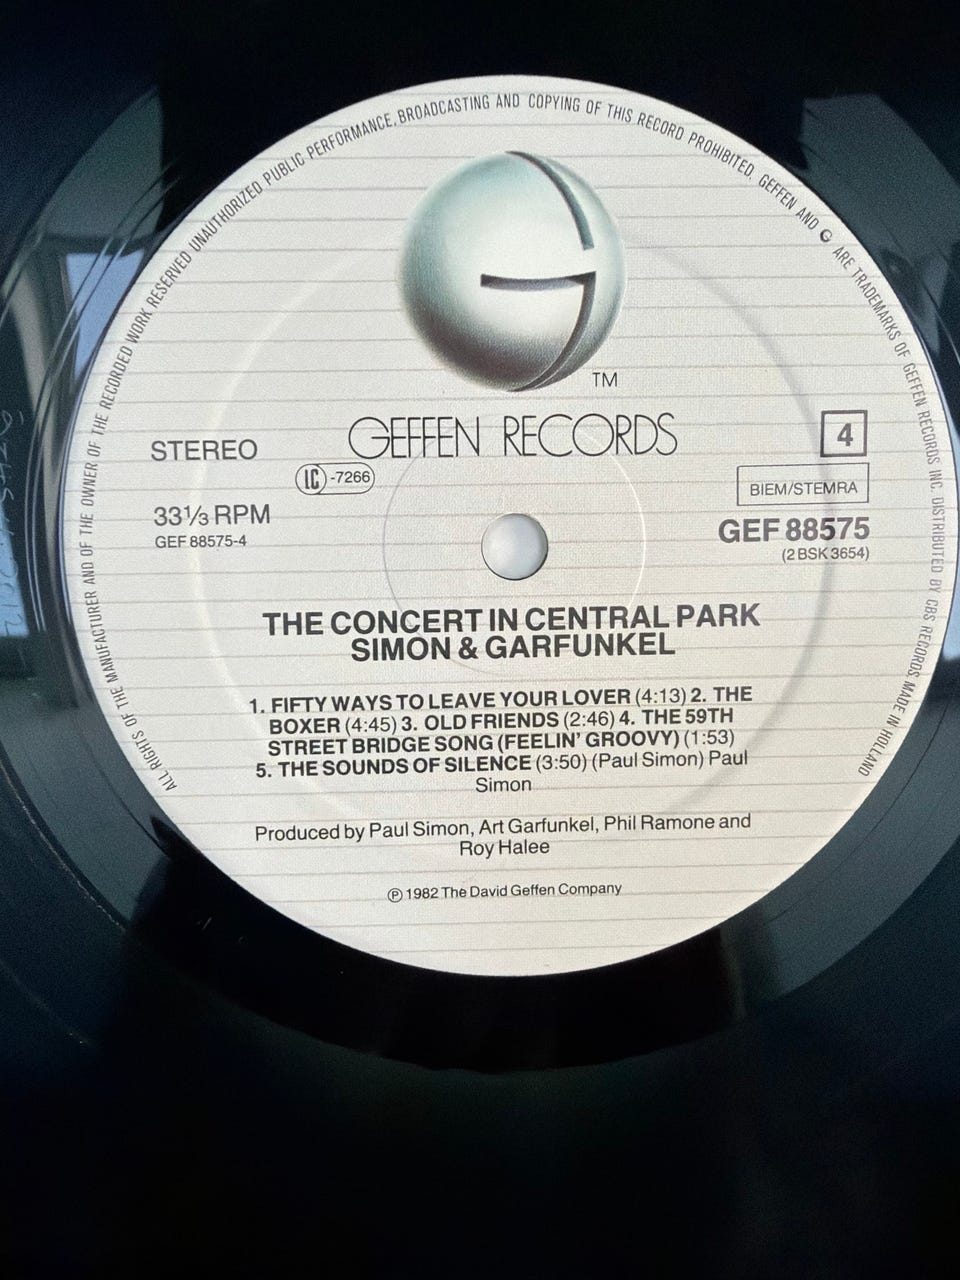 ALL RIGHTS OF THE MANUFACTURER AND OF THE OWNER OF THE RECORDED WORK RESERVED UNAUTHORIZED PUBLIC PERFORMANCE, BROADCASTING AND COPYING OF THIS RECORD PROHIBITED. GEFFEN AND G ARE TRADEMARKS OF GEFFEN RECORDS INC. DISTRIBUTED BY CBS RECORDS MADE IN HOLLAND
TM
GEFFEN RECORDS
STEREO
4
IC -7266
BIEM/STEMRA
33⅓ RPM
GEF 88575
GEF 88575-4
(2 BSK 3654)
THE CONCERT IN CENTRAL PARK
SIMON & GARFUNKEL
1. FIFTY WAYS TO LEAVE YOUR LOVER (4:13) 2. THE
BOXER (4:45) 3. OLD FRIENDS (2:46) 4. THE 59TH
STREET BRIDGE SONG (FEELIN' GROOVY) (1:53)
5. THE SOUNDS OF SILENCE (3:50) (Paul Simon) Paul
Simon
Produced by Paul Simon, Art Garfunkel, Phil Ramone and
Roy Halee
℗ 1982 The David Geffen Company